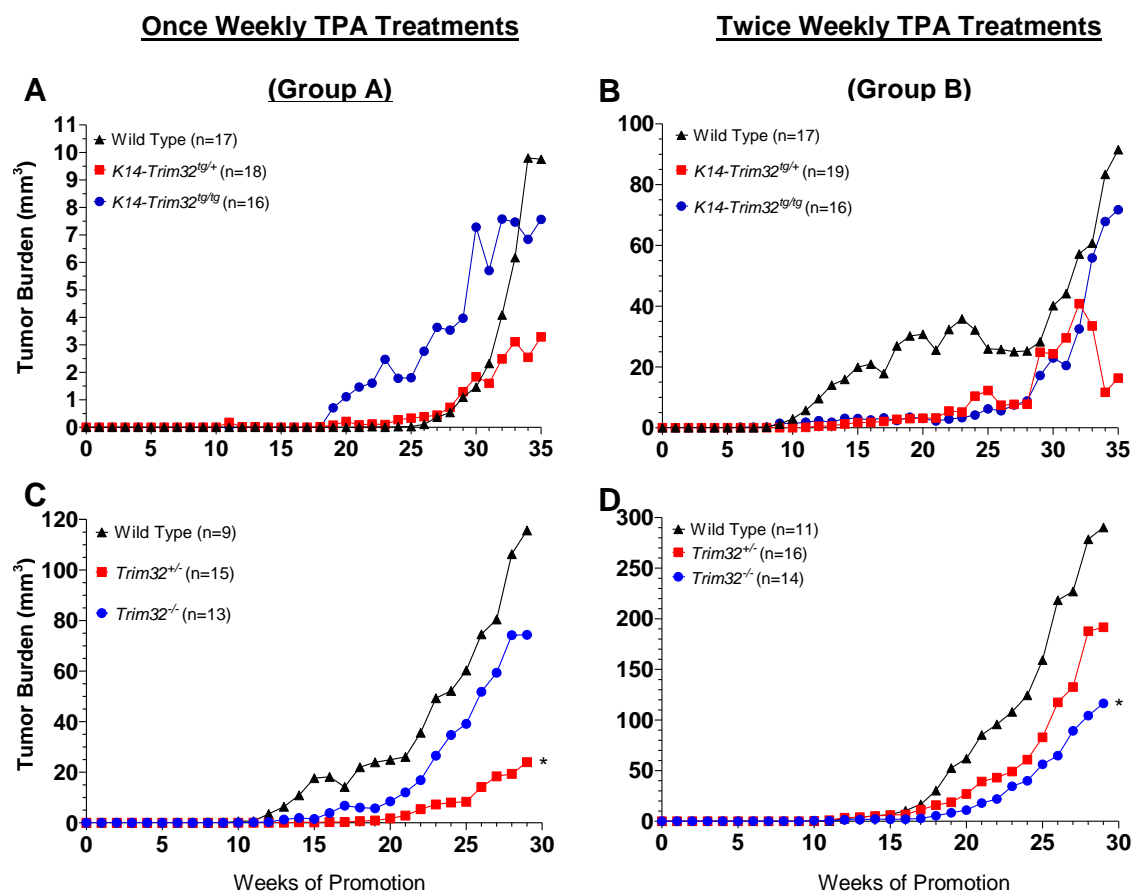 Once Weekly TPA Treatments
Twice Weekly TPA Treatments
A
(Group A)
B
(Group B)
Tumor Burden (mm3)
11
10
9
8
7
6
5
4
3
2
1
0
Wild Type (n=17)
K14-Trim32tg/+ (n=18)
K14-Trim32tg/tg (n=16)
0 5 10 15 20 25 30 35
100
80
60
40
20
0
Wild Type (n=17)
K14-Trim32tg/+ (n=19)
K14-Trim32tg/tg (n=16)
0 5 10 15 20 25 30 35
C
Tumor Burden (mm3)
120
100
80
60
40
20
0
Wild Type (n=9)
Trim32+/- (n=15)
Trim32-/- (n=13)
*
0 5 10 15 20 25 30
Weeks of Promotion
D
300
250
200
150
100
50
0
Wild Type (n=11)
Trim32+/- (n=16)
Trim32-/- (n=14)
*
0 5 10 15 20 25 30
Weeks of Promotion